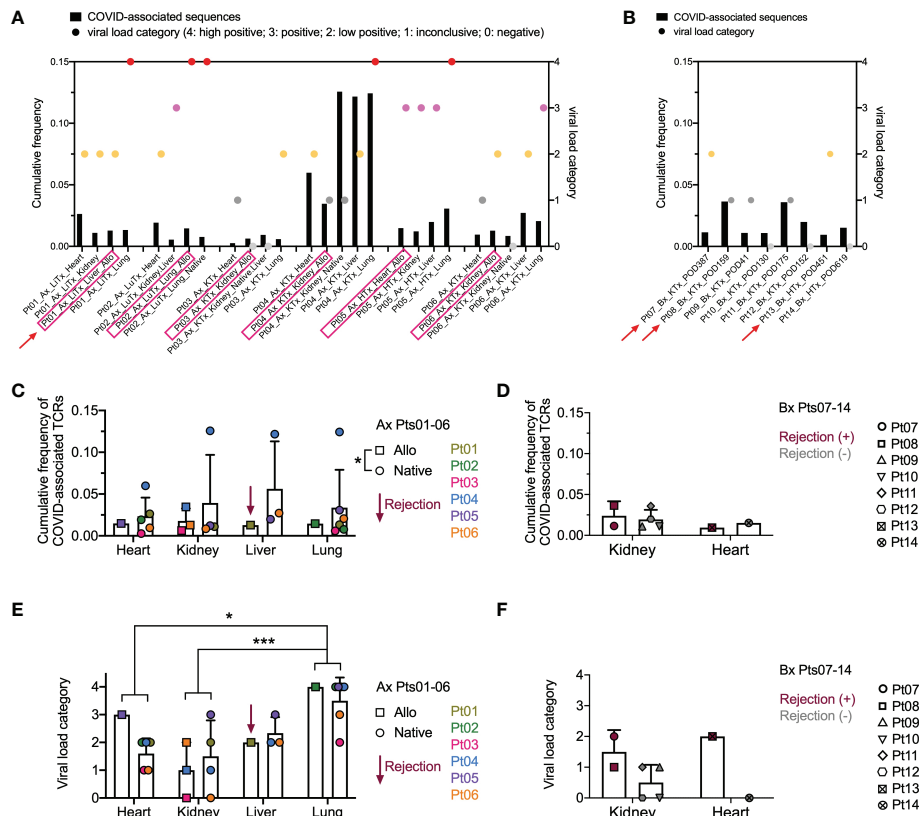 A
COVID-associated sequences
viral load category (4: high positive; 3: positive; 2: low positive; 1: inconclusive; 0: negative)
Cumulative frequency
0.15
0.10
0.05
0.00
4
3
2
1
0
viral load category
Pt01_Ax_LiTx_Heart
Pt01_Ax_LiTx_Kidney
Pt01_Ax_LiTx_Liver_Allo
Pt01_Ax_LiTx_Lung
Pt02_Ax_LuTx_Heart
Pt02_Ax_LuTx_Kidney
Pt02_Ax_LuTx_Lung_Allo
Pt02_Ax_LuTx_Lung_Native
Pt03_Ax_KTx_Heart
Pt03_Ax_KTx_Kidney_Allo
Pt03_Ax_KTx_Kidney_Native
Pt03_Ax_KTx_Lung
Pt04_Ax_KTx_Heart
Pt04_Ax_KTx_Kidney_Allo
Pt04_Ax_KTx_Kidney_Native
Pt04_Ax_KTx_Liver
Pt04_Ax_KTx_Lung
Pt05_Ax_HTx_Heart_Allo
Pt05_Ax_HTx_Kidney
Pt05_Ax_HTx_Liver
Pt05_Ax_HTx_Lung
Pt06_Ax_KTx_Heart
Pt06_Ax_KTx_Kidney_Allo
Pt06_Ax_KTx_Kidney_Native
Pt06_Ax_KTx_Liver
Pt06_Ax_KTx_Lung
B
COVID-associated sequences
viral load category
Cumulative frequency
0.15
0.10
0.05
0.00
4
3
2
1
0
viral load category
Pt07_Bx_KTx_POD387
Pt08_Bx_KTx_POD159
Pt09_Bx_KTx_POD41
Pt10_Bx_KTx_POD130
Pt11_Bx_KTx_POD175
Pt12_Bx_KTx_POD152
Pt13_Bx_HTx_POD451
Pt14_Bx_HTx_POD619
C
Cumulative frequency of
COVID-associated TCRs
0.15
0.10
0.05
0.00
Heart
Kidney
Liver
Lung
Ax Pts01-06
*
Allo
Native
Rejection
Pt01
Pt02
Pt03
Pt04
Pt05
Pt06
D
Cumulative frequency of
COVID-associated TCRs
0.15
0.10
0.05
0.00
Kidney
Heart
Bx Pts07-14
Rejection (+)
Rejection (-)
Pt07
Pt08
Pt09
Pt10
Pt11
Pt12
Pt13
Pt14
E
Viral load category
4
3
2
1
0
*
***
Heart
Kidney
Liver
Lung
Ax Pts01-06
Allo
Native
Rejection
Pt01
Pt02
Pt03
Pt04
Pt05
Pt06
F
Viral load category
4
3
2
1
0
Kidney
Heart
Bx Pts07-14
Rejection (+)
Rejection (-)
Pt07
Pt08
Pt09
Pt10
Pt11
Pt12
Pt13
Pt14